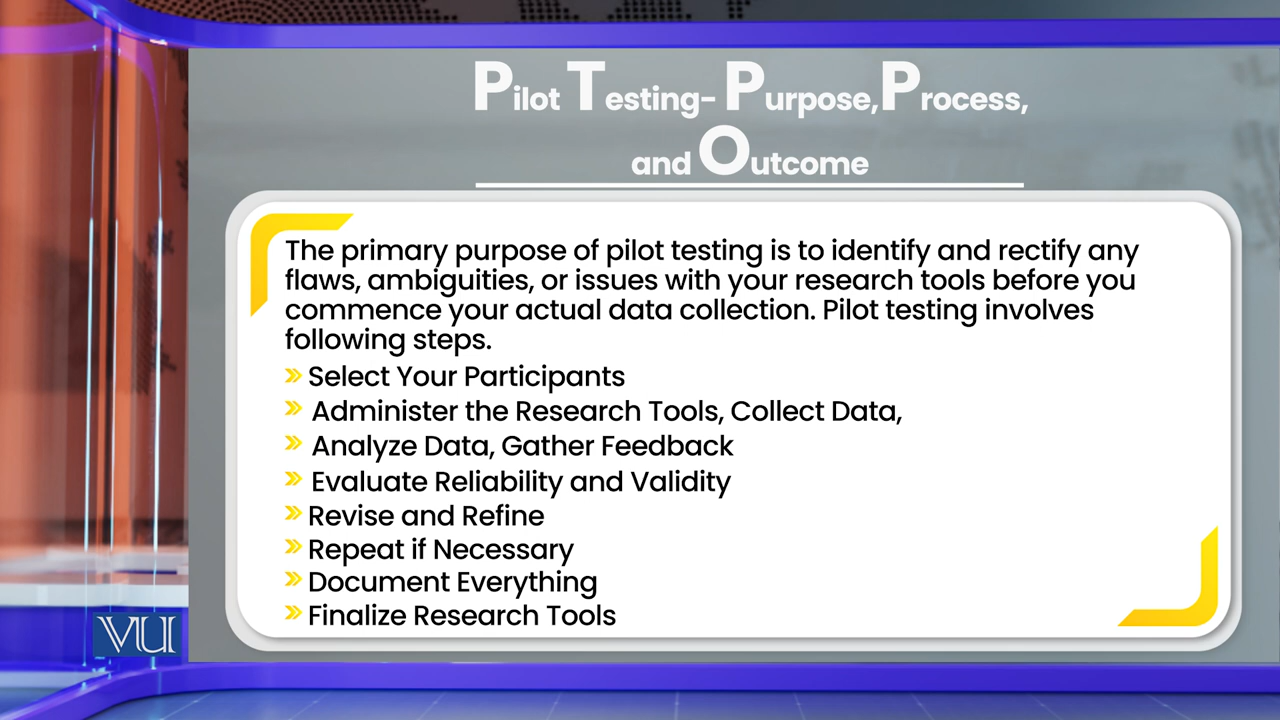 Pilot Testing- Purpose,Process,
and Outcome
The primary purpose of pilot testing is to identify and rectify any
flaws, ambiguities, or issues with your research tools before you
commence your actual data collection. Pilot testing involves
following steps.
Select Your Participants
Administer the Research Tools, Collect Data,
Analyze Data, Gather Feedback
Evaluate Reliability and Validity
Revise and Refine
Repeat if Necessary
Document Everything
Finalize Research Tools
VU